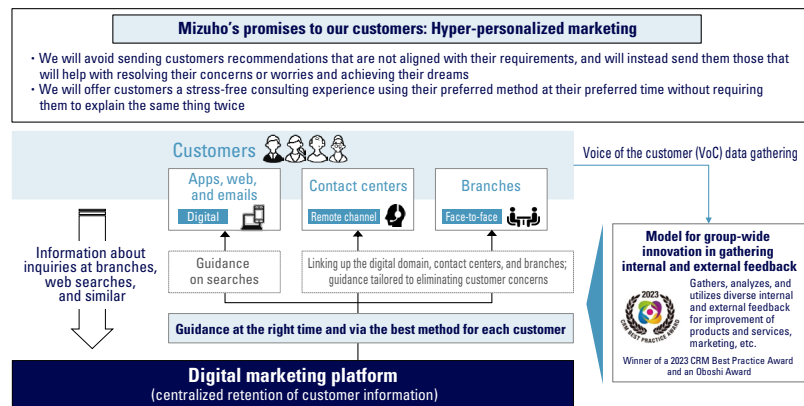 Mizuho's promises to our customers: Hyper-personalized marketing
・We will avoid sending customers recommendations that are not aligned with their requirements, and will instead send them those that
will help with resolving their concerns or worries and achieving their dreams
・We will offer customers a stress-free consulting experience using their preferred method at their preferred time without requiring
them to explain the same thing twice
Customers
Voice of the customer (VoC) data gathering
Apps, web,
and emails
Digital
Contact centers
Remote channel
Branches
Face-to-face
Information about
inquiries at branches,
web searches,
and similar
Guidance
on searches
Linking up the digital domain, contact centers, and branches;
guidance tailored to eliminating customer concerns
Guidance at the right time and via the best method for each customer
Digital marketing platform
(centralized retention of customer information)
Model for group-wide
innovation in gathering
internal and external feedback
2023
CRM BEST PRACTICE AWARD
Gathers, analyzes, and
utilizes diverse internal
and external feedback
for improvement of
products and services,
marketing, etc.
Winner of a 2023 CRM Best Practice Award
and an Oboshi Award